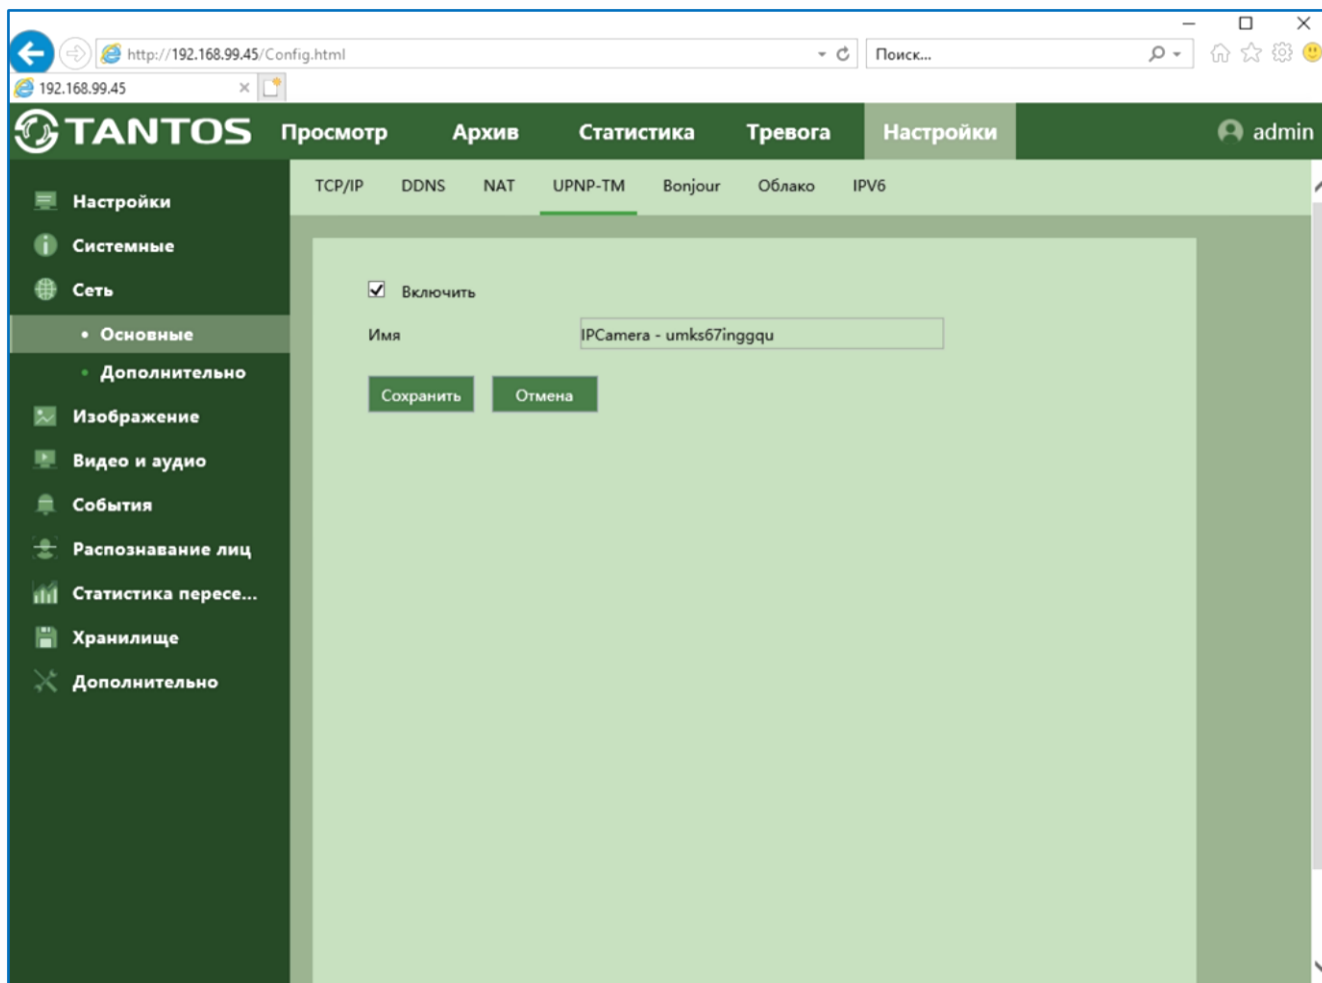 http://192.168.99.45/Config.html Поиск...
192.168.99.45
TANTOS Просмотр Архив Статистика Тревога Настройки admin
TCP/IP DDNS NAT UPNP-TM Bonjour Облако IPV6
Настройки
Системные
Сеть
Основные
Дополнительно
Изображение
Видео и аудио
События
Распознавание лиц
Статистика пересе...
Хранилище
Дополнительно
Включить
Имя IPCamera - umks67inggqu
Сохранить Отмена